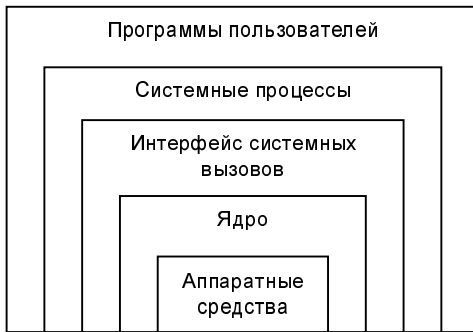 Программы пользователей
Системные процессы
Интерфейс системных
вызовов
Ядро
Аппаратные
средства